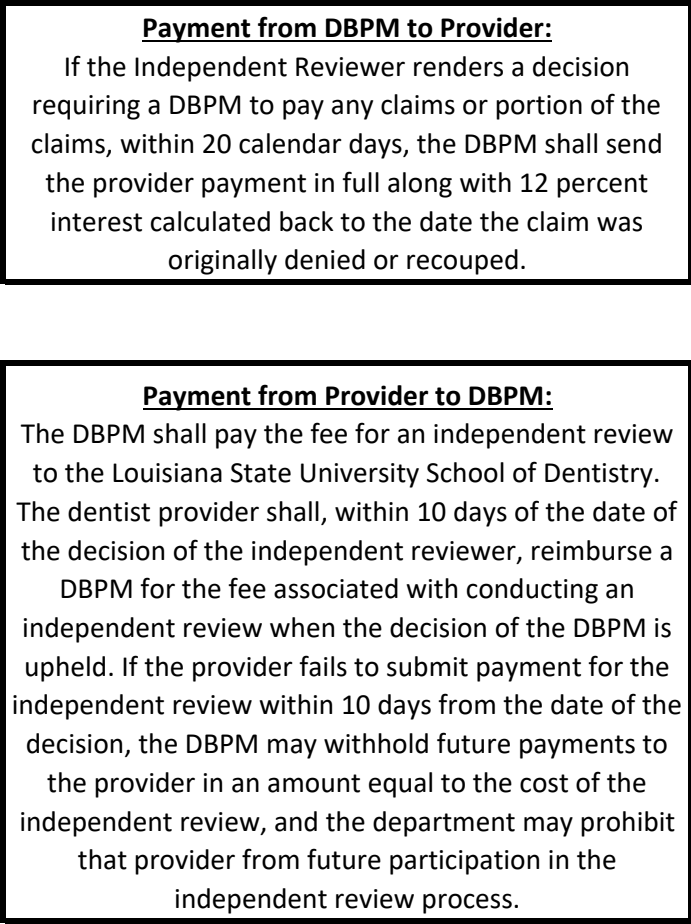 Payment from DBPM to Provider:
If the Independent Reviewer renders a decision
requiring a DBPM to pay any claims or portion of the
claims, within 20 calendar days, the DBPM shall send
the provider payment in full along with 12 percent
interest calculated back to the date the claim was
originally denied or recouped.
Payment from Provider to DBPM:
The DBPM shall pay the fee for an independent review
to the Louisiana State University School of Dentistry.
The dentist provider shall, within 10 days of the date of
the decision of the independent reviewer, reimburse a
DBPM for the fee associated with conducting an
independent review when the decision of the DBPM is
upheld. If the provider fails to submit payment for the
independent review within 10 days from the date of the
decision, the DBPM may withhold future payments to
the provider in an amount equal to the cost of the
independent review, and the department may prohibit
that provider from future participation in the
independent review process.